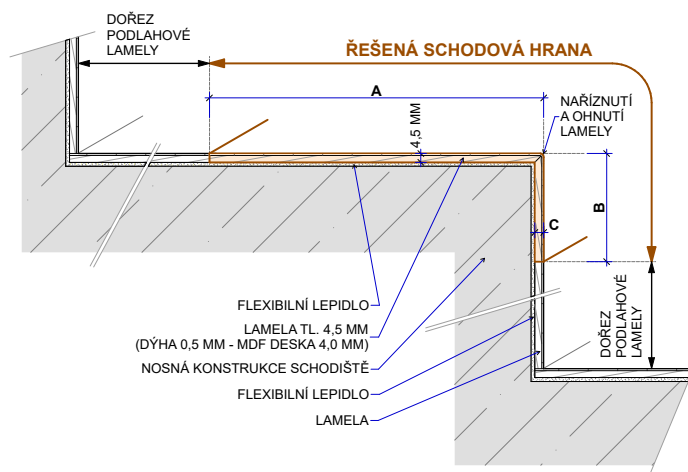 DOŘEZ
PODLAHOVÉ
LAMELY
ŘEŠENÁ SCHODOVÁ HRANA
A
NAŘÍZNUTÍ
A OHNUTÍ
LAMELY
4,5 MM
B
C
FLEXIBILNÍ LEPIDLO
LAMELA TL. 4,5 MM
(DÝHA 0,5 MM - MDF DESKA 4,0 MM)
NOSNÁ KONSTRUKCE SCHODIŠTĚ
FLEXIBILNÍ LEPIDLO
LAMELA
DOŘEZ
PODLAHOVÉ
LAMELY